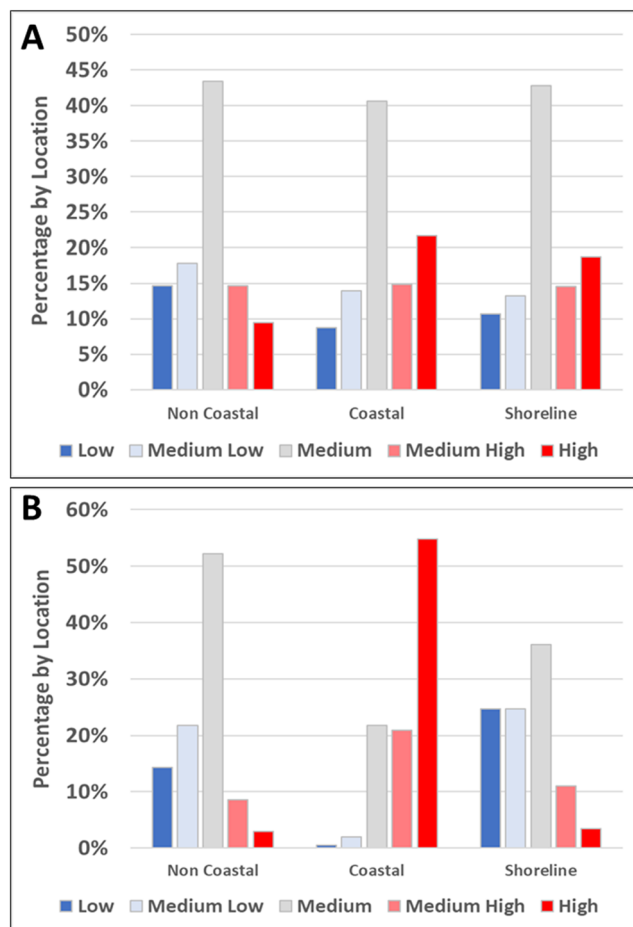 A
Percentage by Location
50%
45%
40%
35%
30%
25%
20%
15%
10%
5%
0%
Non Coastal Coastal Shoreline
Low Medium Low Medium Medium High High
B
Percentage by Location
60%
50%
40%
30%
20%
10%
0%
Non Coastal Coastal Shoreline
Low Medium Low Medium Medium High High